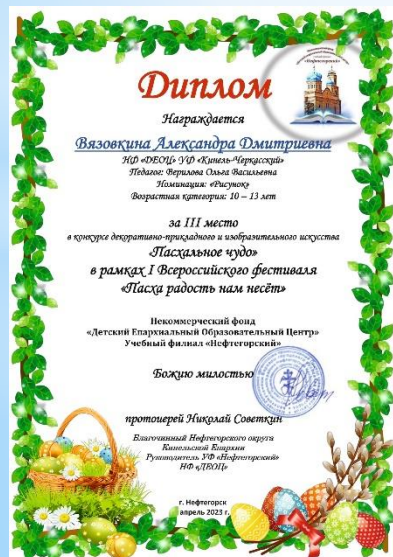 «Нефтегорский»
Диплом
Награждается
Вязовкина Александра Дмитриевна
НФ «DЕОЦ» УФ «Кинель-Черкасский»
Педагог: Верилова Ольга Васильевна
Номинация: «Рисунок»
Возрастная категория: 10 – 13 лет
за III место
в конкурсе декоративно-прикладного и изобразительного искусства
«Пасхальное чудо»
в рамках I Всероссийского фестиваля
«Пасха радость нам несёт»
Некоммерческий фонд
«Детский Епархиальный Образовательный Центр»
Учебный филиал «Нефтегорский»
Божию милостью
протоиерей Николай Советкин
Благочинный Нефтегорского округа
Кинельской Епархии
Руководитель УФ «Нефтегорский»
НФ «ДЕОЦ»
г. Нефтегорск
апрель 2023 г.